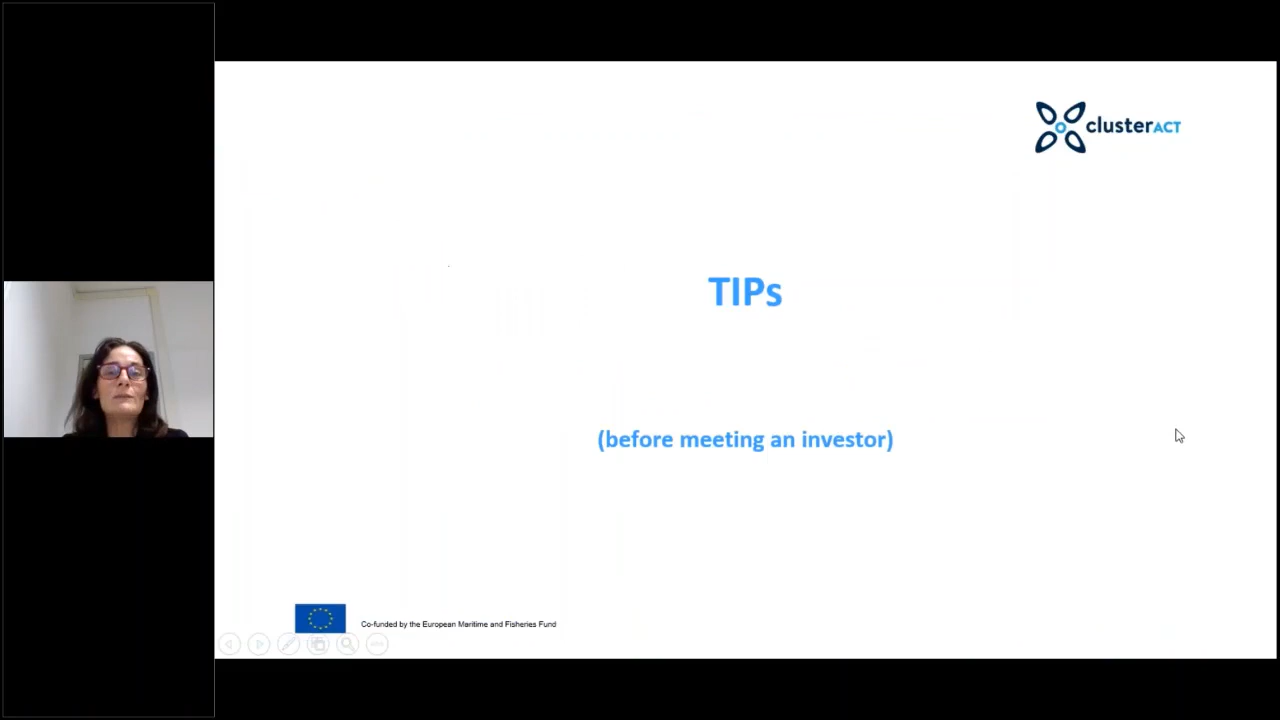 clusterACT
TIPs
(before meeting an investor)
Co-funded by the European Maritime and Fisheries Fund